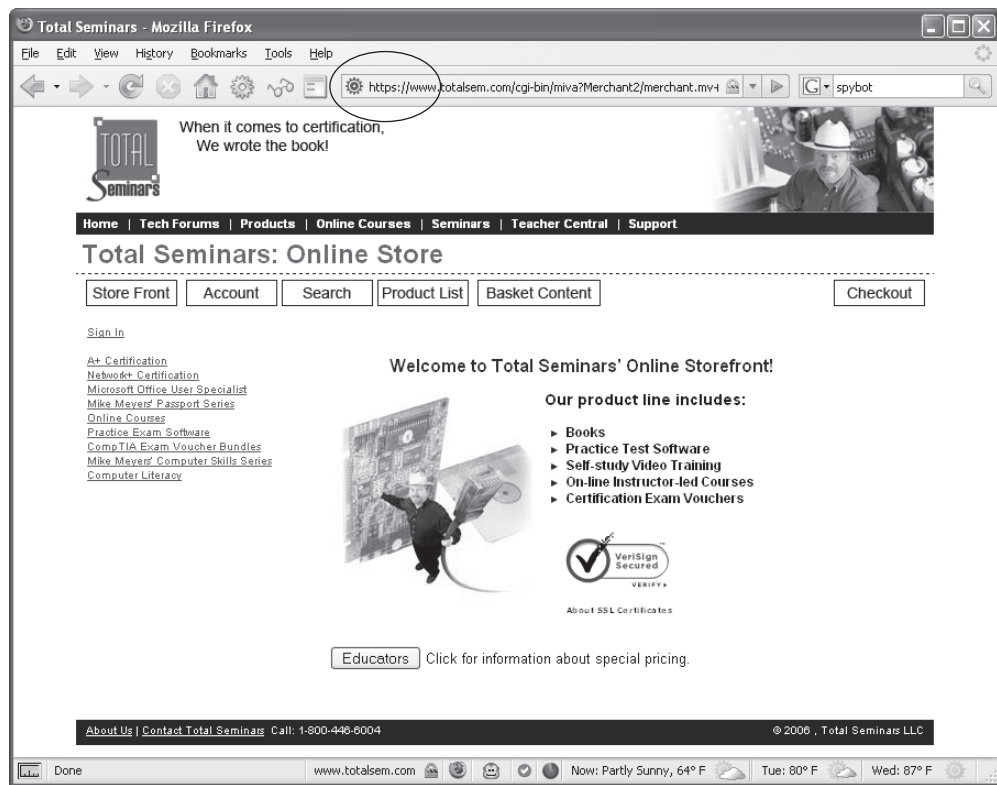 Total Seminars - Mozilla Firefox
File Edit View History Bookmarks Tools Help
https://www.totalsem.com/cgi-bin/miva?Merchant2/merchant.mv+ G spybot
TOTAL
Seminars
When it comes to certification,
We wrote the book!
Home | Tech Forums | Products | Online Courses | Seminars | Teacher Central | Support
Total Seminars: Online Store
Store Front Account Search Product List Basket Content Checkout
Sign In
A+ Certification
Network+ Certification
Microsoft Office User Specialist
Mike Meyers' Passport Series
Online Courses
Practice Exam Software
CompTIA Exam Voucher Bundles
Mike Meyers' Computer Skills Series
Computer Literacy
Welcome to Total Seminars' Online Storefront!
Our product line includes:
► Books
► Practice Test Software
► Self-study Video Training
► On-line Instructor-led Courses
► Certification Exam Vouchers
VeriSign
Secured
VERIFY►
About SSL Certificates
Educators Click for information about special pricing.
About Us | Contact Total Seminars Call: 1-800-446-6004 © 2006 , Total Seminars LLC
Done www.totalsem.com Now: Partly Sunny, 64° F Tue: 80° F Wed: 87° F